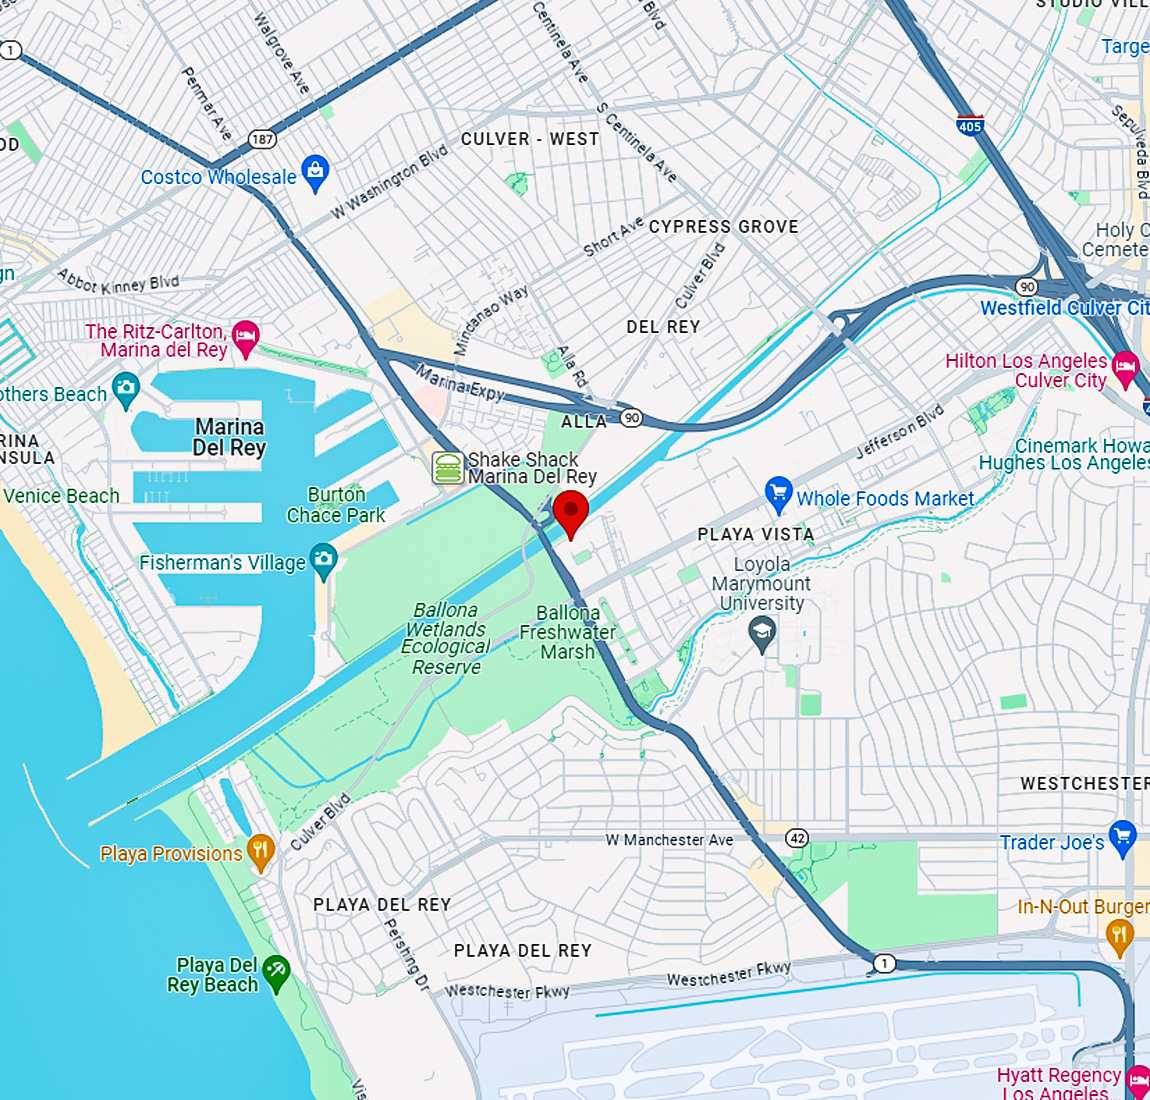 STUDIO VILL
Targe
1
Walgrove Ave
Centinela Ave
Blvd
Penmar Ave
187
405
Sepulveda Blvd
OD
CULVER - WEST
S Centinela Ave
Costco Wholesale
W Washington Blvd
Short Ave
CYPRESS GROVE
Holy C
Cemete
gn
Abbot Kinney Blvd
Culver Blvd
90
Westfield Culver Cit
Mindanao Way
DEL REY
The Ritz-Carlton,
Marina del Rey
Alla Rd
Hilton Los Angeles
Culver City
Marina Expy
others Beach
ALLA
90
Jefferson Blvd
Marina
Del Rey
RINA
NSULA
Cinemark Howa
Hughes Los Angeles
Shake Shack
Marina Del Rey
Venice Beach
Burton
Chace Park
Whole Foods Market
PLAYA VISTA
Fisherman's Village
Loyola
Marymount
University
Ballona
Wetlands
Ecological
Reserve
Ballona
Freshwater
Marsh
WESTCHESTER
Culver Blvd
W Manchester Ave
42
Trader Joe's
Playa Provisions
PLAYA DEL REY
In-N-Out Burger
Pershing Dr
PLAYA DEL REY
1
Playa Del
Rey Beach
Westchester Pkwy
Westchester Pkwy
Vis
Hyatt Regency
Los Angeles...